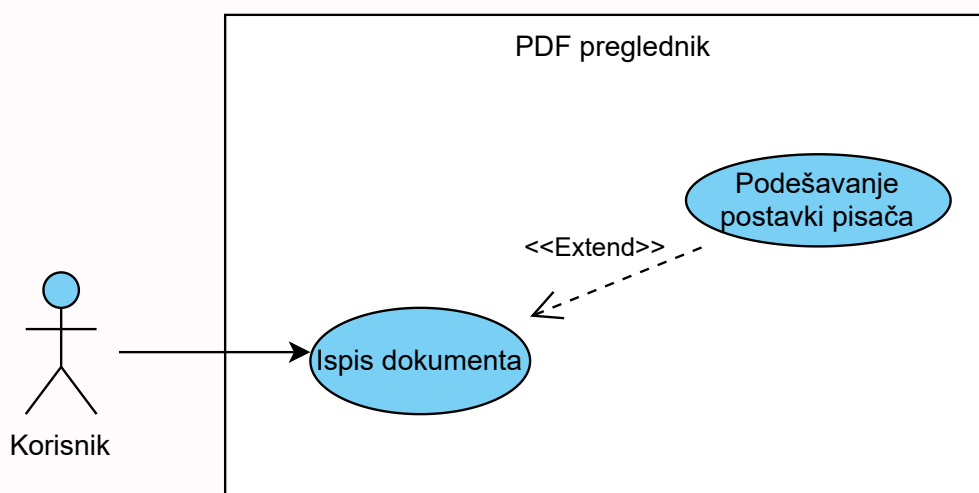 PDF preglednik
Podešavanje
postavki pisača
<<Extend>>
Ispis dokumenta
Korisnik